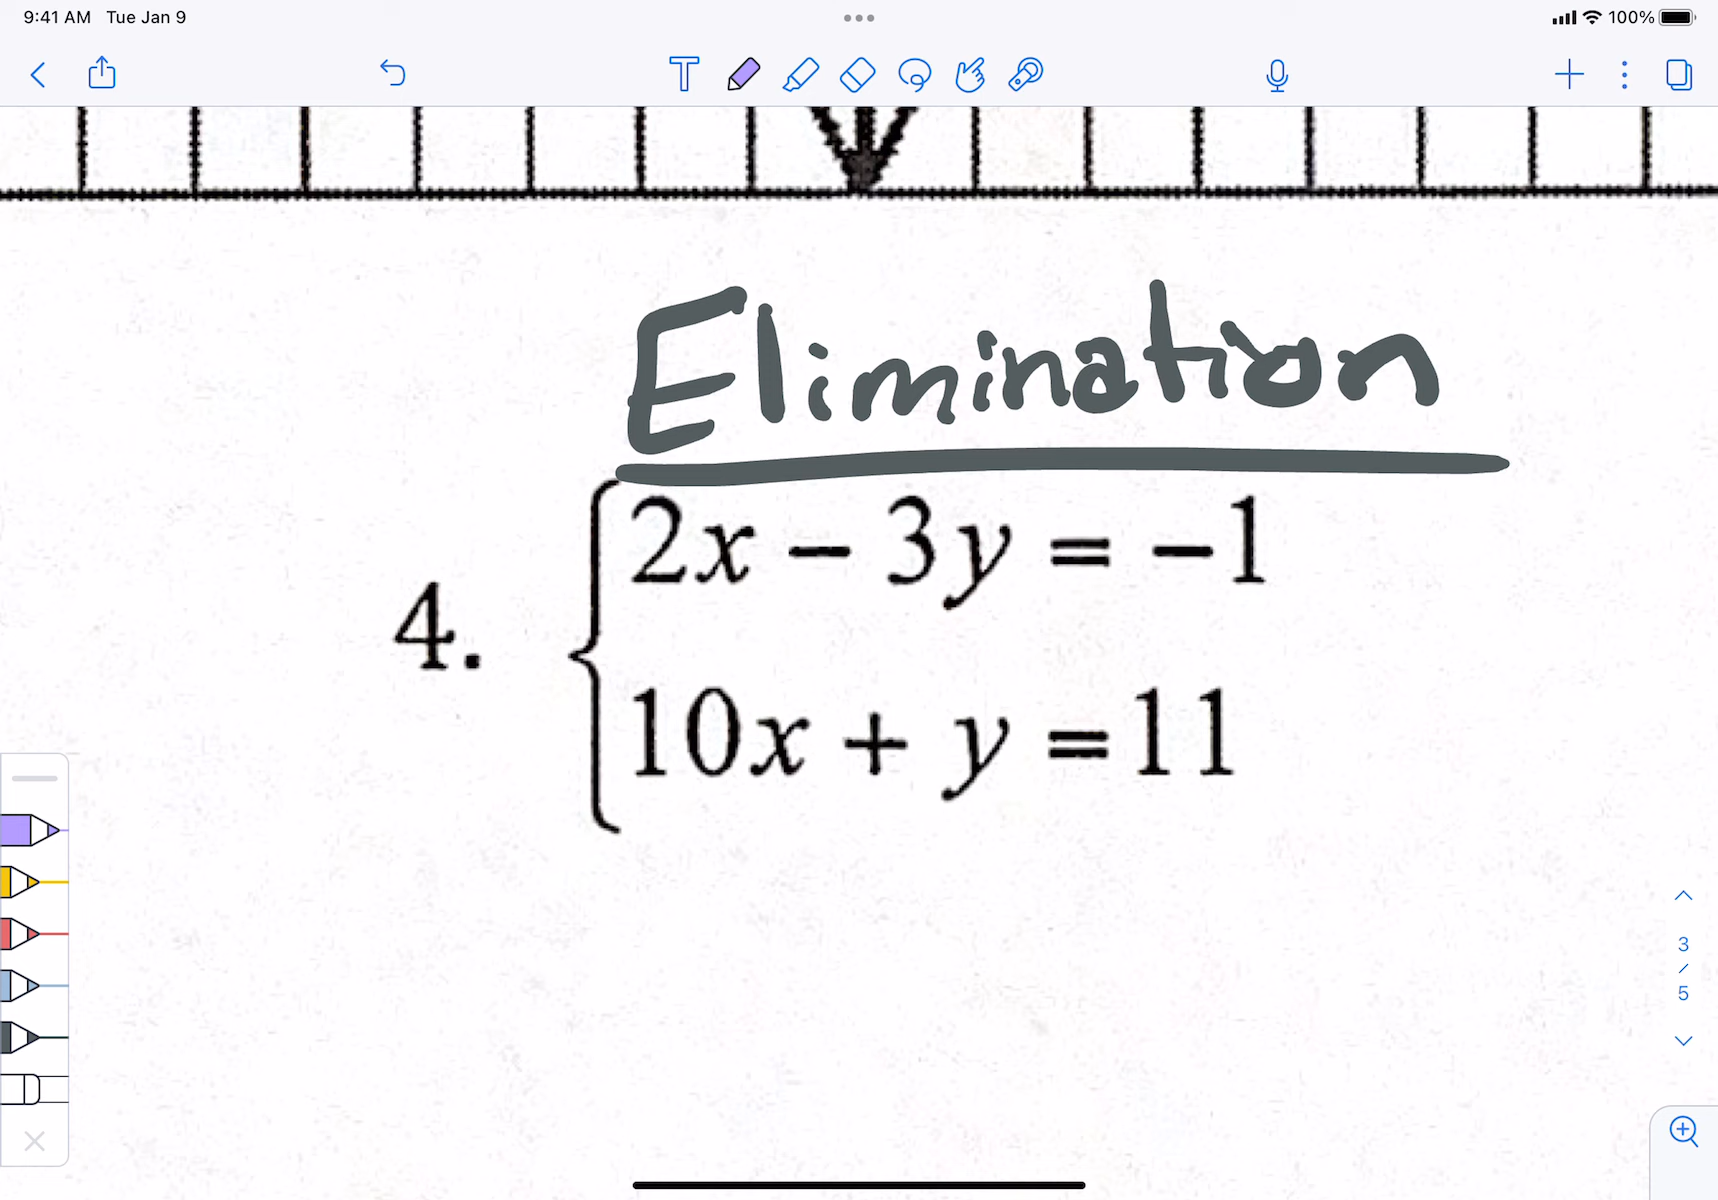 9:41 AM Tue Jan 9
100%
T
Elimination
2x − 3y = −1
4.
10x + y = 11
3
/
5